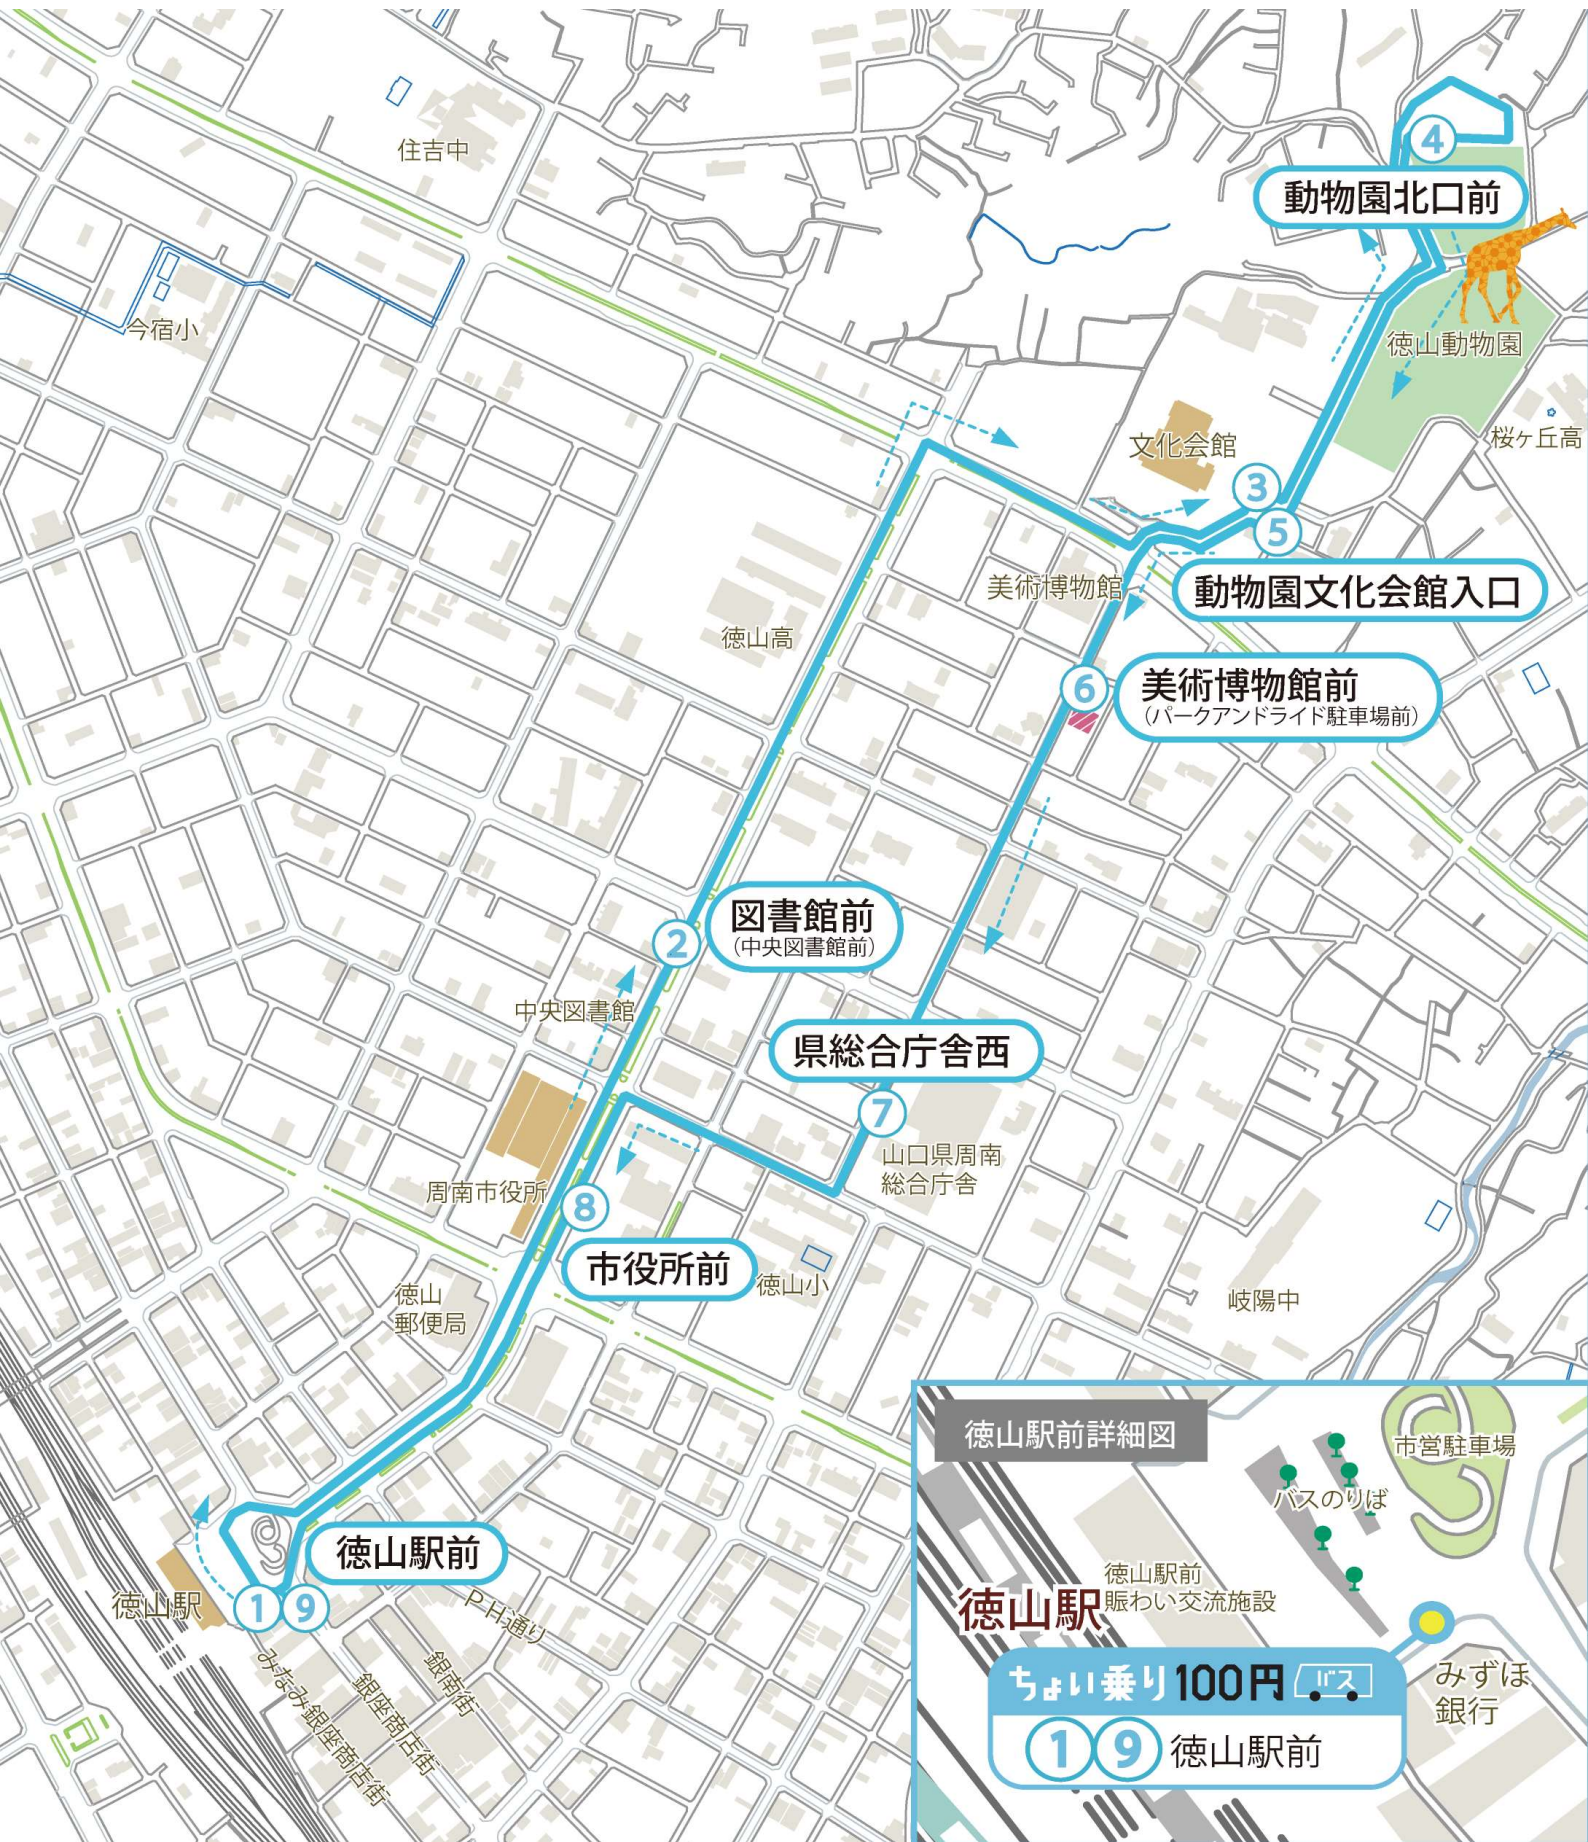 住吉中
④
動物園北口前
今宿小
徳山動物園
桜ヶ丘高
文化会館
③
⑤
動物園文化会館入口
美術博物館
徳山高
⑥
美術博物館前
(パークアンドライド駐車場前)
②
図書館前
(中央図書館前)
中央図書館
県総合庁舎西
⑦
山口県周南
総合庁舎
周南市役所
⑧
市役所前
徳山小
徳山
郵便局
岐陽中
徳山駅前
徳山駅
①⑨
PH通り
銀南街
銀座商店街
みなみ銀座商店街
徳山駅前詳細図
市営駐車場
バスのりば
徳山駅前
賑わい交流施設
徳山駅
ちょい乗り100円バス
①⑨徳山駅前
みずほ
銀行